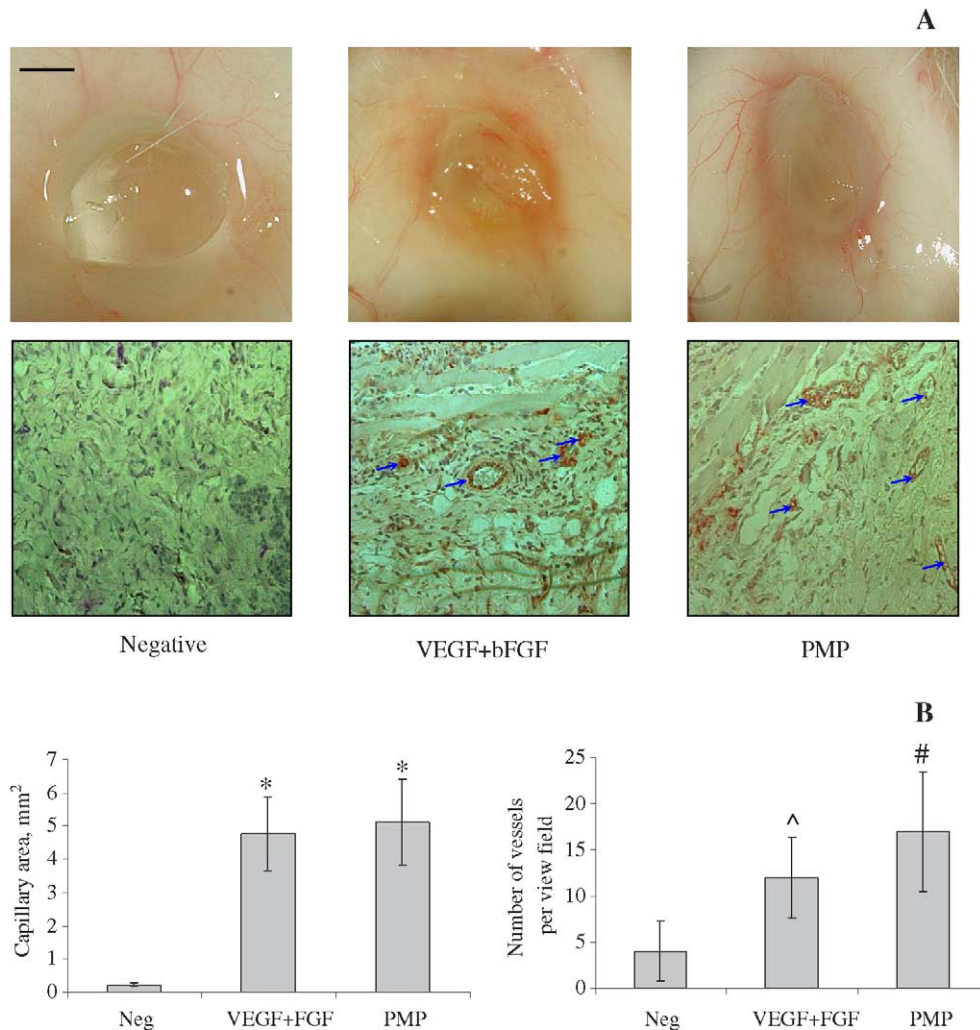 A
Negative
VEGF+bFGF
PMP
B
Capillary area, mm²
7
6
5
4
3
2
1
0
*
*
Neg
VEGF+FGF
PMP
Number of vessels
per view field
25
20
15
10
5
0
^
#
Neg
VEGF+FGF
PMP